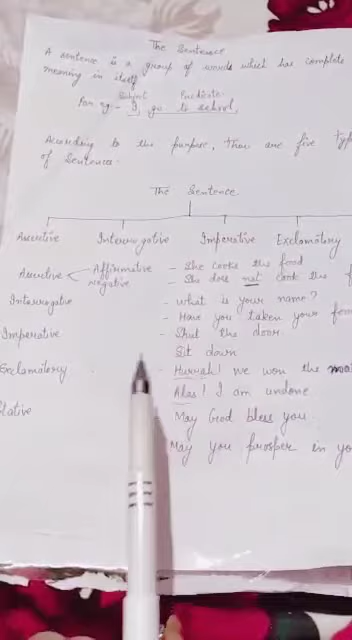 The Sentence
A sentence is a group of words which has complete
meaning in itself
Subject Predicate
For eg - I go to school.
According to the purpose, there are five
of Sentences.
The Sentence
Assertive Interrogative Imperative Exclamatory
Assertive Affirmative - She cooks the food
Negative - She does not cook the
Interrogative - what is your name?
- Have you taken your
Imperative - Shut the door
Sit down
Exclamatory - Hurrah! We won the
Alas! I am undone
May God bless you
May you prosper in